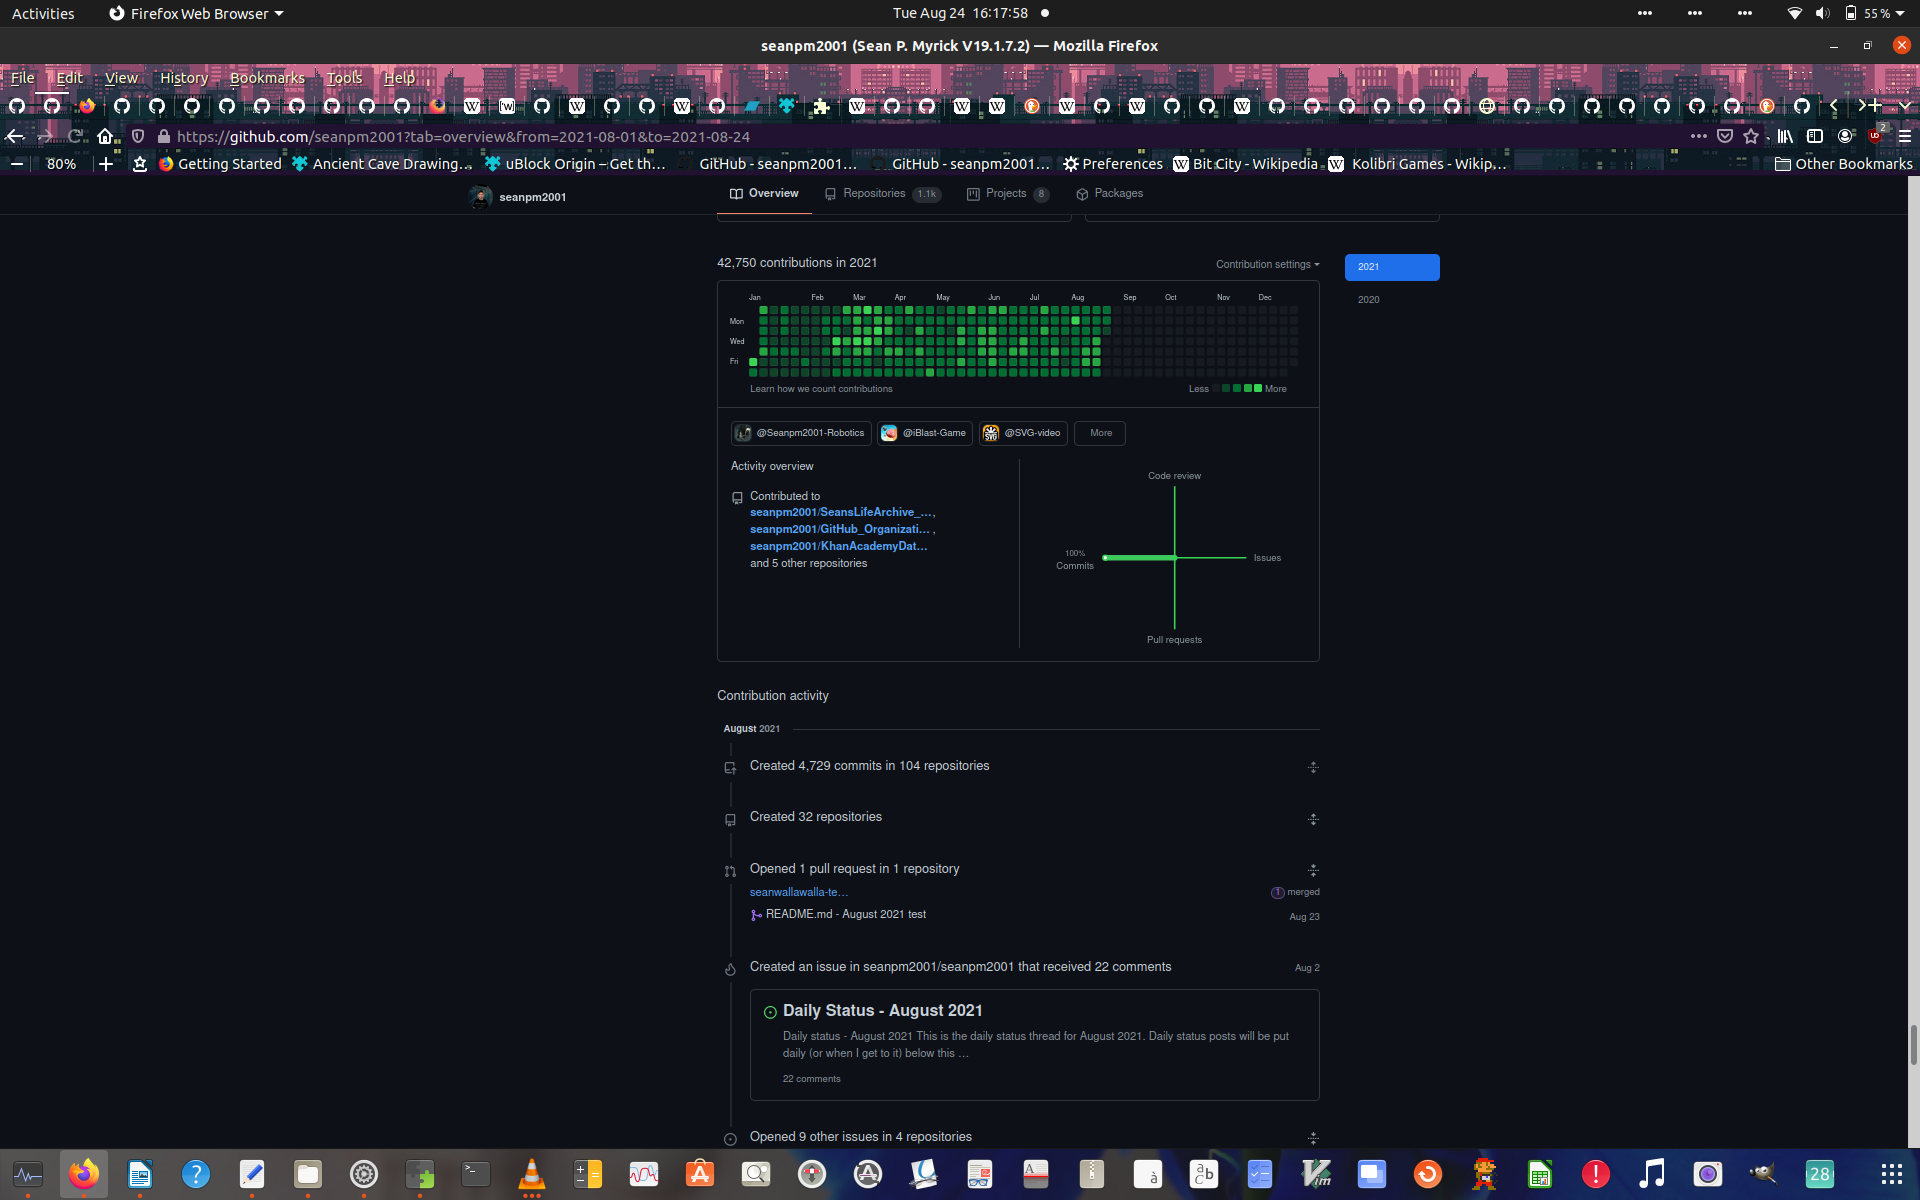 Activities
Firefox Web Browser
Tue Aug 24 16:17:58
55 %
seanpm2001 (Sean P. Myrick V19.1.7.2) — Mozilla Firefox
File Edit View History Bookmarks Tools Help
https://github.com/seanpm2001?tab=overview&from=2021-08-01&to=2021-08-24
2
80%
Getting Started
Ancient Cave Drawing…
uBlock Origin – Get th…
GitHub - seanpm2001…
GitHub - seanpm2001…
Preferences
Bit City - Wikipedia
Kolibri Games - Wikip…
Other Bookmarks
seanpm2001
Overview
Repositories 1.1k
Projects 8
Packages
42,750 contributions in 2021
Contribution settings
2021
2020
Jan Feb Mar Apr May Jun Jul Aug Sep Oct Nov Dec
Mon
Wed
Fri
Learn how we count contributions
Less More
@Seanpm2001-Robotics
@iBlast-Game
SVG
@SVG-video
More
Activity overview
Contributed to
seanpm2001/SeansLifeArchive_…,
seanpm2001/GitHub_Organizati… ,
seanpm2001/KhanAcademyDat…
and 5 other repositories
Code review
100%
Commits
Issues
Pull requests
Contribution activity
August 2021
Created 4,729 commits in 104 repositories
Created 32 repositories
Opened 1 pull request in 1 repository
seanwallawalla-te…
1 merged
README.md - August 2021 test
Aug 23
Created an issue in seanpm2001/seanpm2001 that received 22 comments
Aug 2
Daily Status - August 2021
Daily status - August 2021 This is the daily status thread for August 2021. Daily status posts will be put
daily (or when I get to it) below this …
22 comments
Opened 9 other issues in 4 repositories
28